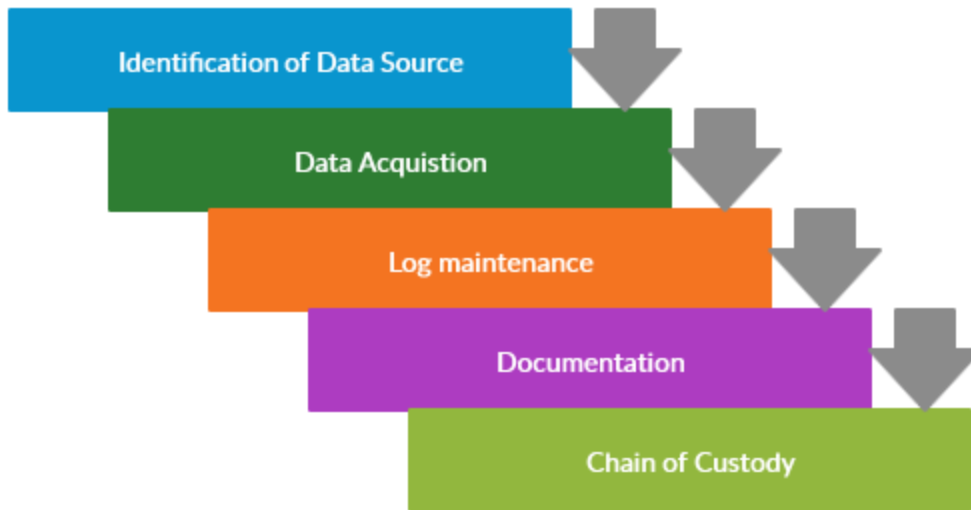 Identification of Data Source
Data Acquistion
Log maintenance
Documentation
Chain of Custody